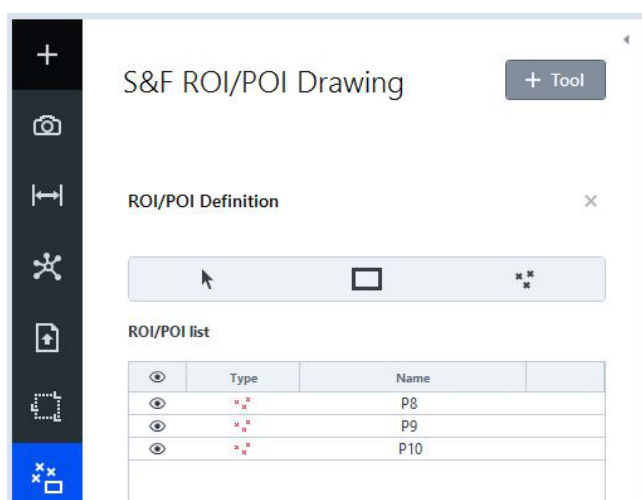 S&F ROI/POI Drawing
+ Tool
ROI/POI Definition
ROI/POI list
Type Name
P8
P9
P10